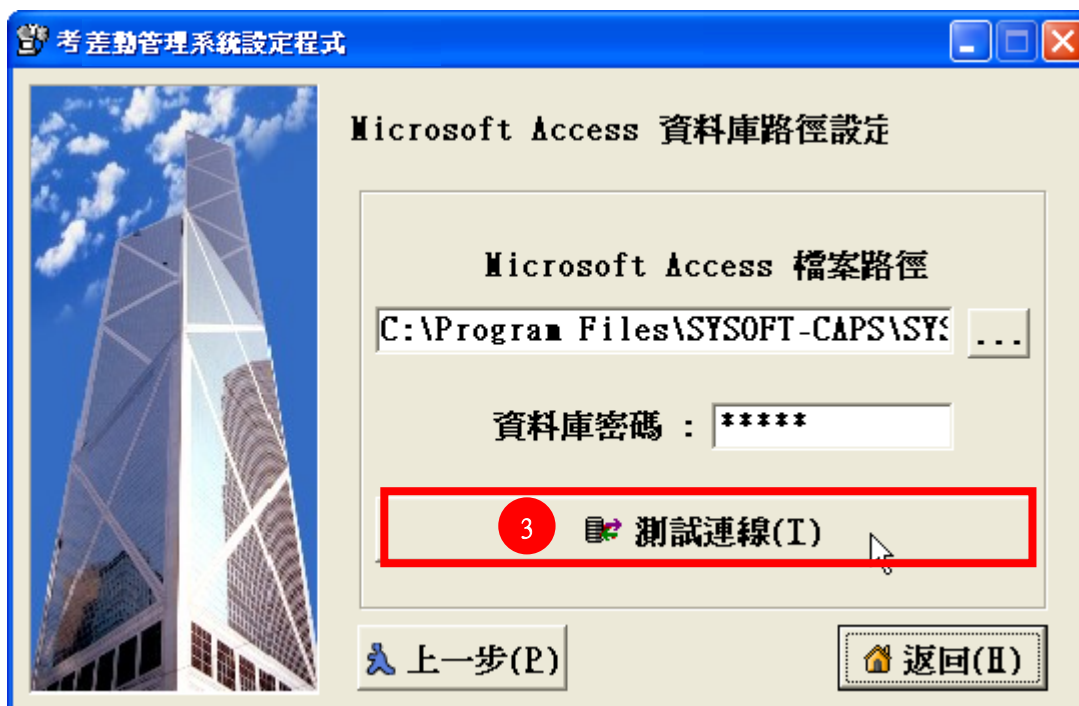 考差勤管理系統設定程式
Microsoft Access 資料庫路徑設定
Microsoft Access 檔案路徑
C:\Program Files\SYSOFT-CAPS\SYS
...
資料庫密碼 : *****
3 測試連線(T)
上一步(P)
返回(H)